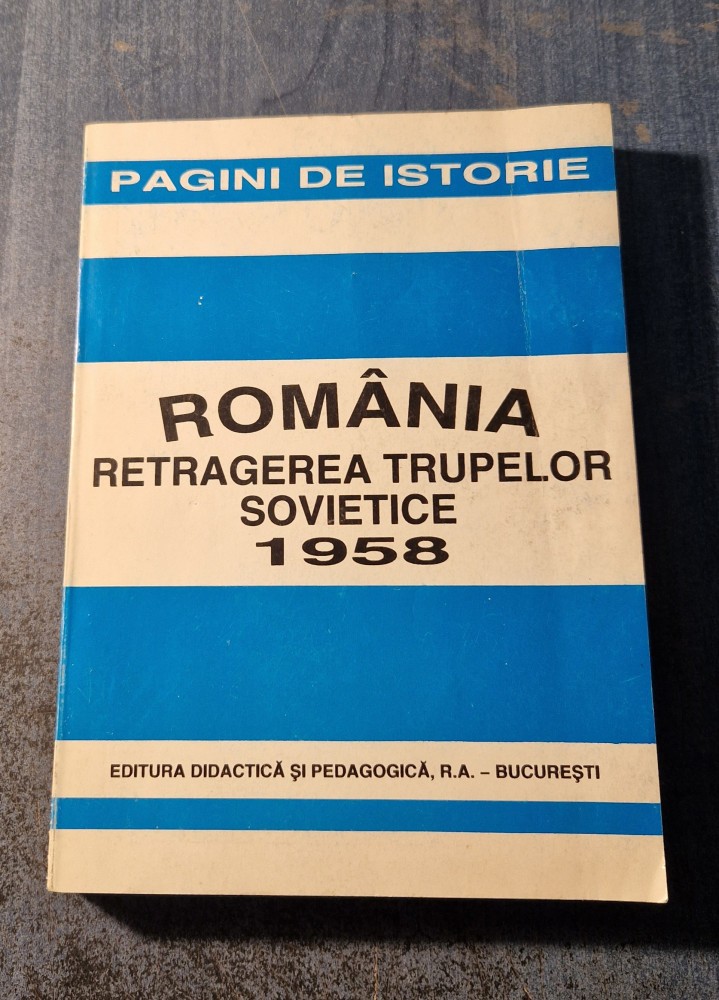 PAGINI DE ISTORIE
ROMÂNIA
RETRAGEREA TRUPELOR
SOVIETICE
1958
EDITURA DIDACTICĂ ŞI PEDAGOGICĂ, R.A. – BUCUREŞTI